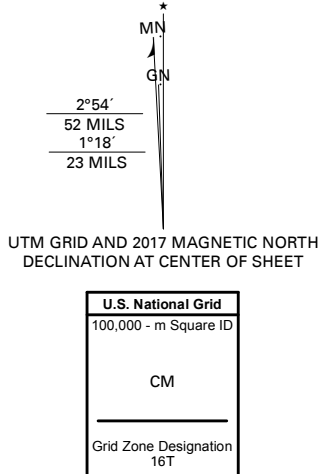 MN
GN
2°54´
52 MILS
1°18´
23 MILS
UTM GRID AND 2017 MAGNETIC NORTH
DECLINATION AT CENTER OF SHEET
U.S. National Grid
100,000 - m Square ID
CM
Grid Zone Designation
16T